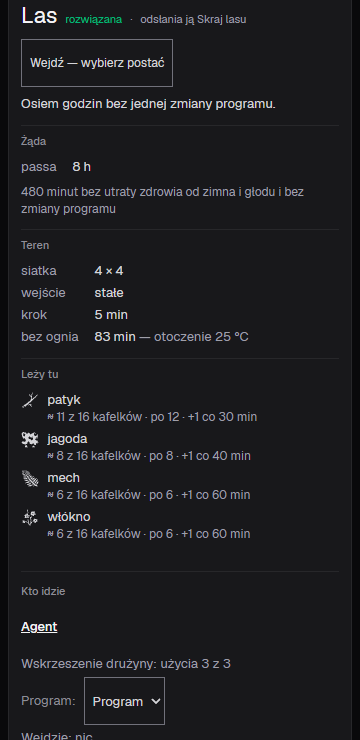 Las rozwiązana · odsłania ją Skraj lasu
Wejdź — wybierz postać
Osiem godzin bez jednej zmiany programu.
Żąda
passa 8 h
480 minut bez utraty zdrowia od zimna i głodu i bez
zmiany programu
Teren
siatka 4 × 4
wejście stałe
krok 5 min
bez ognia 83 min — otoczenie 25 °C
Leży tu
patyk
≈ 11 z 16 kafelków · po 12 · +1 co 30 min
jagoda
≈ 8 z 16 kafelków · po 8 · +1 co 40 min
mech
≈ 6 z 16 kafelków · po 6 · +1 co 60 min
włókno
≈ 6 z 16 kafelków · po 6 · +1 co 60 min
Kto idzie
Agent
Wskrzeszenie drużyny: użycia 3 z 3
Program: Program
Wejdzie: nic